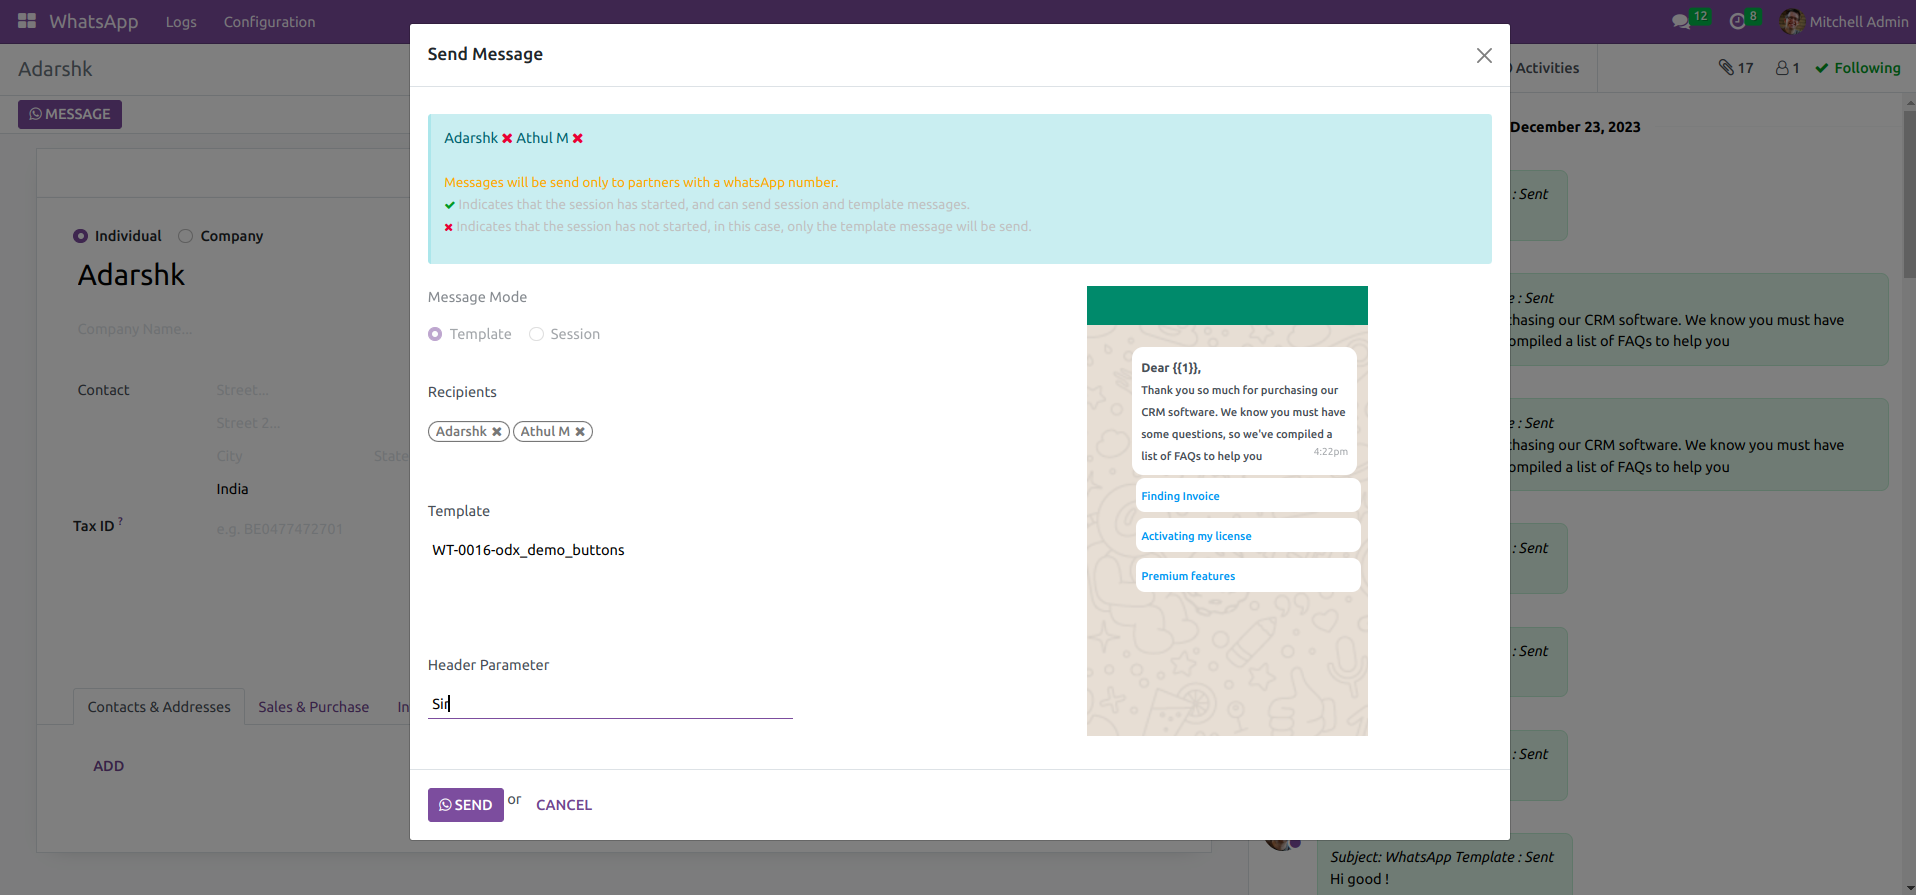 WhatsApp Logs Configuration 12 8 Mitchell Admin
Adarshk
Activities 17 1 Following
MESSAGE
Individual Company
Adarshk
Company Name...
Contact Street...
Street 2...
City State
India
Tax ID ? e.g. BE0477472701
Contacts & Addresses Sales & Purchase In
ADD
Send Message
Adarshk Athul M
Messages will be send only to partners with a whatsApp number.
Indicates that the session has started, and can send session and template messages.
Indicates that the session has not started, in this case, only the template message will be send.
Message Mode
Template Session
Recipients
Adarshk Athul M
Template
WT-0016-odx_demo_buttons
Header Parameter
Sir
SEND or CANCEL
Dear {{1}},
Thank you so much for purchasing our
CRM software. We know you must have
some questions, so we've compiled a
list of FAQs to help you 4:22pm
Finding Invoice
Activating my license
Premium features
December 23, 2023
: Sent
e : Sent
hasing our CRM software. We know you must have
ompiled a list of FAQs to help you
e : Sent
hasing our CRM software. We know you must have
ompiled a list of FAQs to help you
: Sent
: Sent
: Sent
Subject: WhatsApp Template : Sent
Hi good !